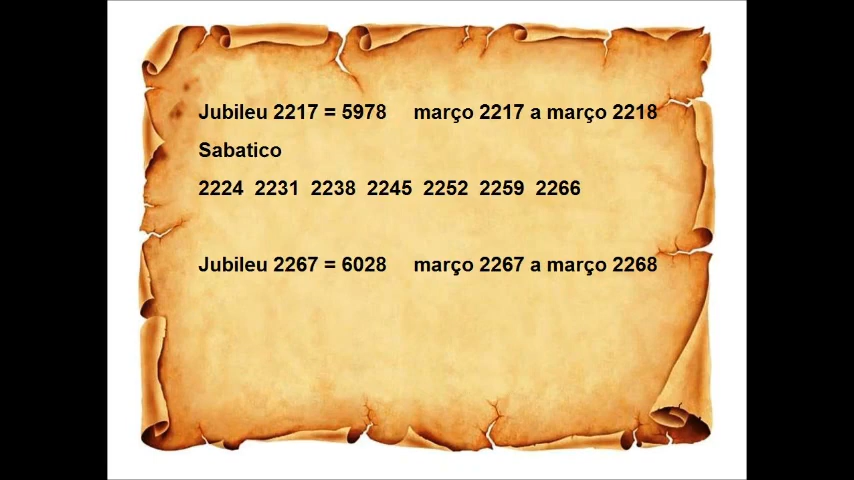 Jubileu 2217 = 5978 março 2217 a março 2218
Sabatico
2224 2231 2238 2245 2252 2259 2266
Jubileu 2267 = 6028 março 2267 a março 2268